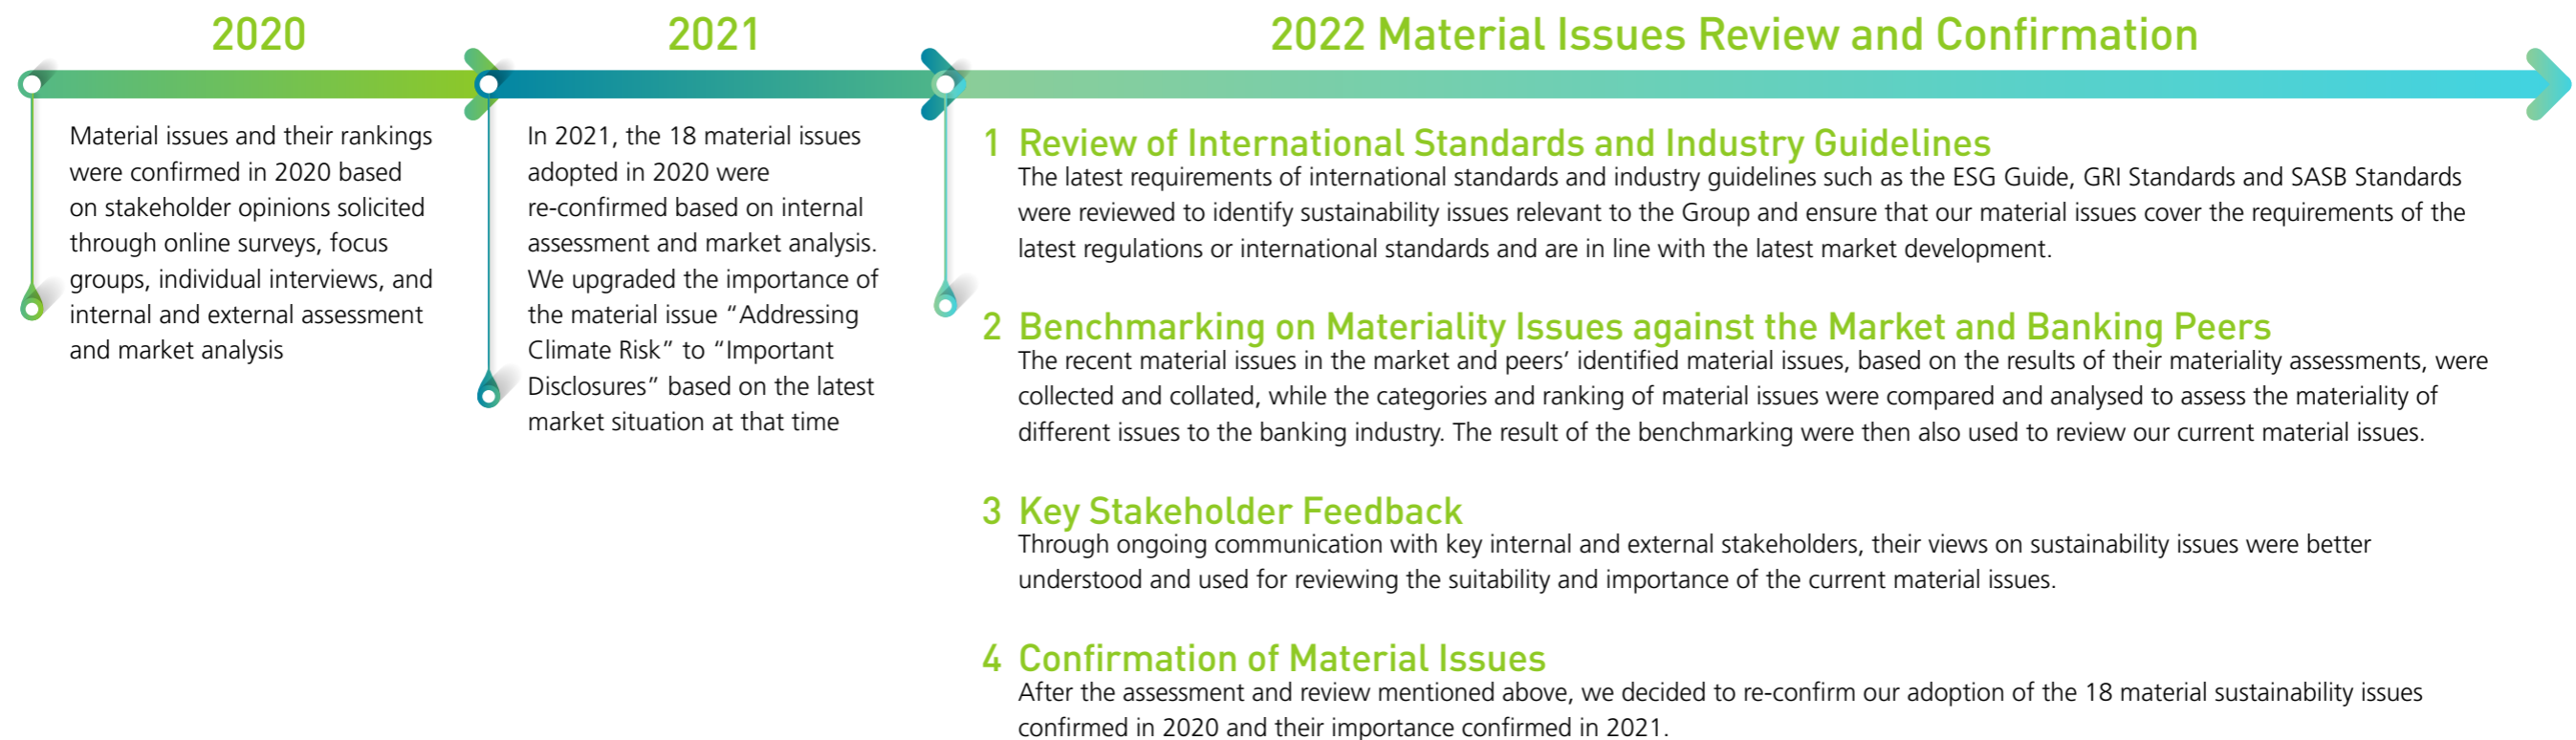 2020
Material issues and their rankings
were confirmed in 2020 based
on stakeholder opinions solicited
through online surveys, focus
groups, individual interviews, and
internal and external assessment
and market analysis
2021
In 2021, the 18 material issues
adopted in 2020 were
re-confirmed based on internal
assessment and market analysis.
We upgraded the importance of
the material issue “Addressing
Climate Risk” to “Important
Disclosures” based on the latest
market situation at that time
2022 Material Issues Review and Confirmation
1 Review of International Standards and Industry Guidelines
The latest requirements of international standards and industry guidelines such as the ESG Guide, GRI Standards and SASB Standards
were reviewed to identify sustainability issues relevant to the Group and ensure that our material issues cover the requirements of the
latest regulations or international standards and are in line with the latest market development.
2 Benchmarking on Materiality Issues against the Market and Banking Peers
The recent material issues in the market and peers’ identified material issues, based on the results of their materiality assessments, were
collected and collated, while the categories and ranking of material issues were compared and analysed to assess the materiality of
different issues to the banking industry. The result of the benchmarking were then also used to review our current material issues.
3 Key Stakeholder Feedback
Through ongoing communication with key internal and external stakeholders, their views on sustainability issues were better
understood and used for reviewing the suitability and importance of the current material issues.
4 Confirmation of Material Issues
After the assessment and review mentioned above, we decided to re-confirm our adoption of the 18 material sustainability issues
confirmed in 2020 and their importance confirmed in 2021.